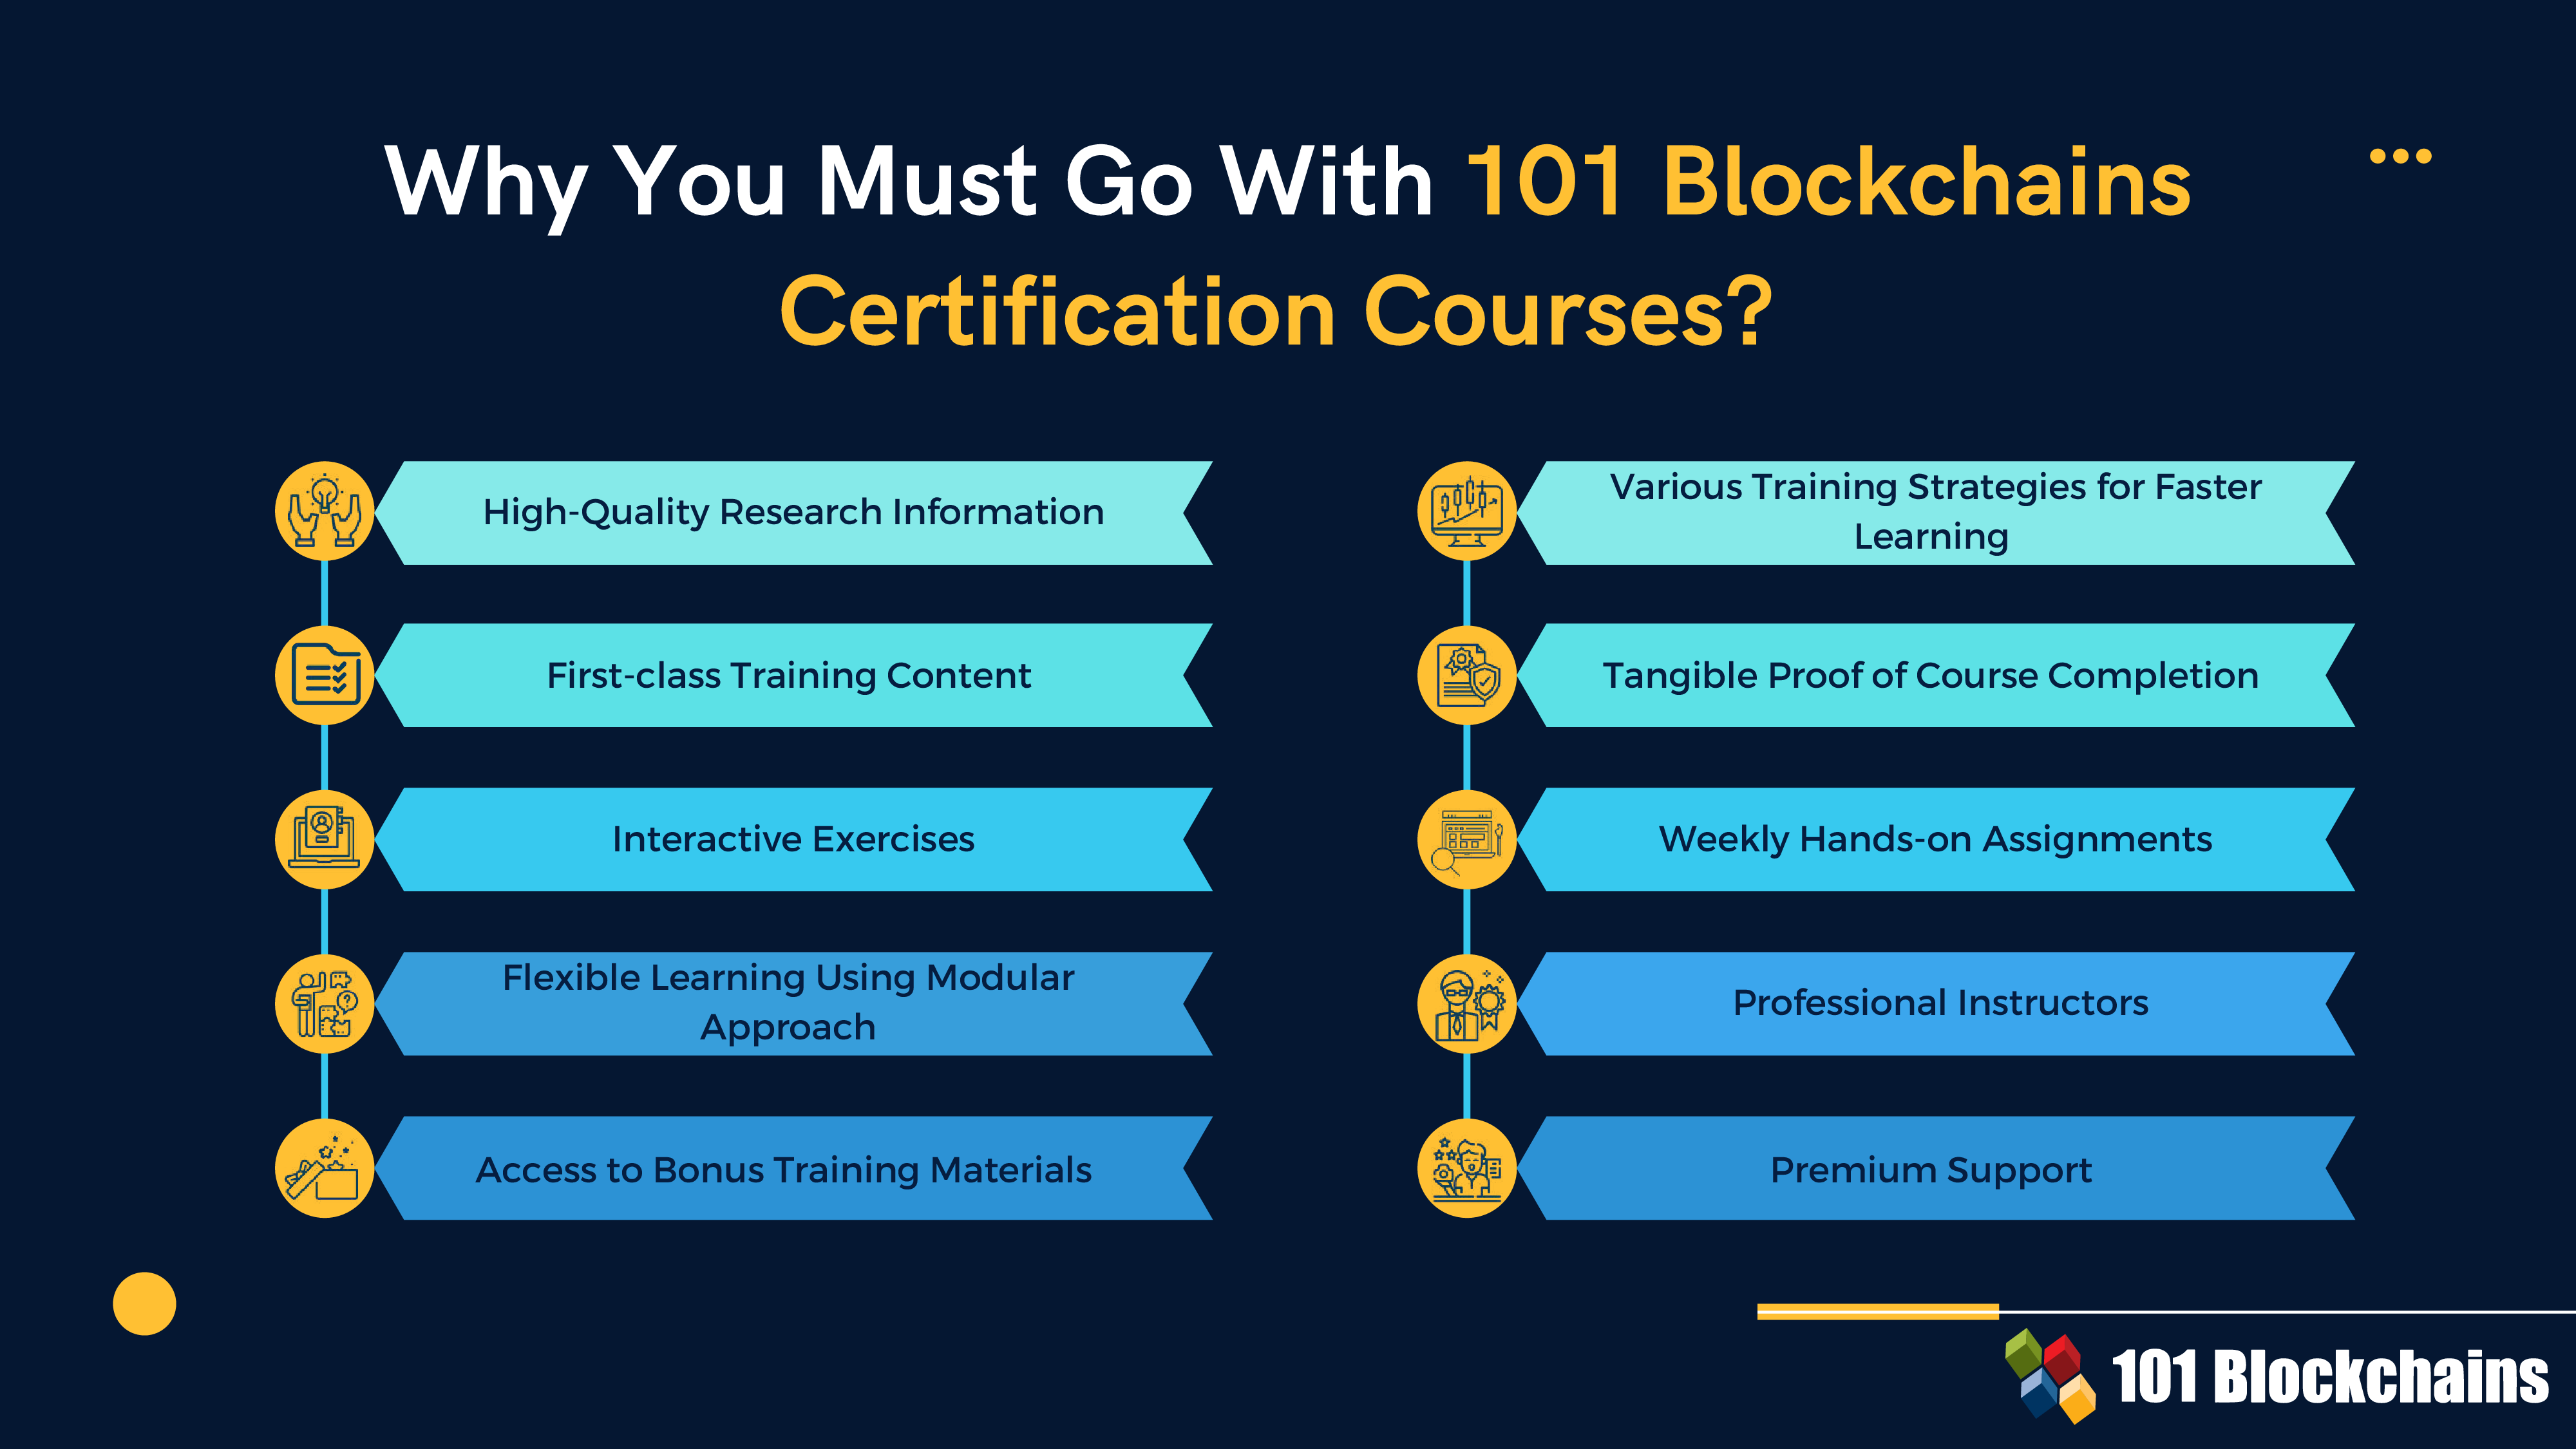 Why You Must Go With 101 Blockchains
Certification Courses?
High-Quality Research Information
First-class Training Content
Interactive Exercises
Flexible Learning Using Modular
Approach
Access to Bonus Training Materials
Various Training Strategies for Faster
Learning
Tangible Proof of Course Completion
Weekly Hands-on Assignments
Professional Instructors
Premium Support
101 Blockchains